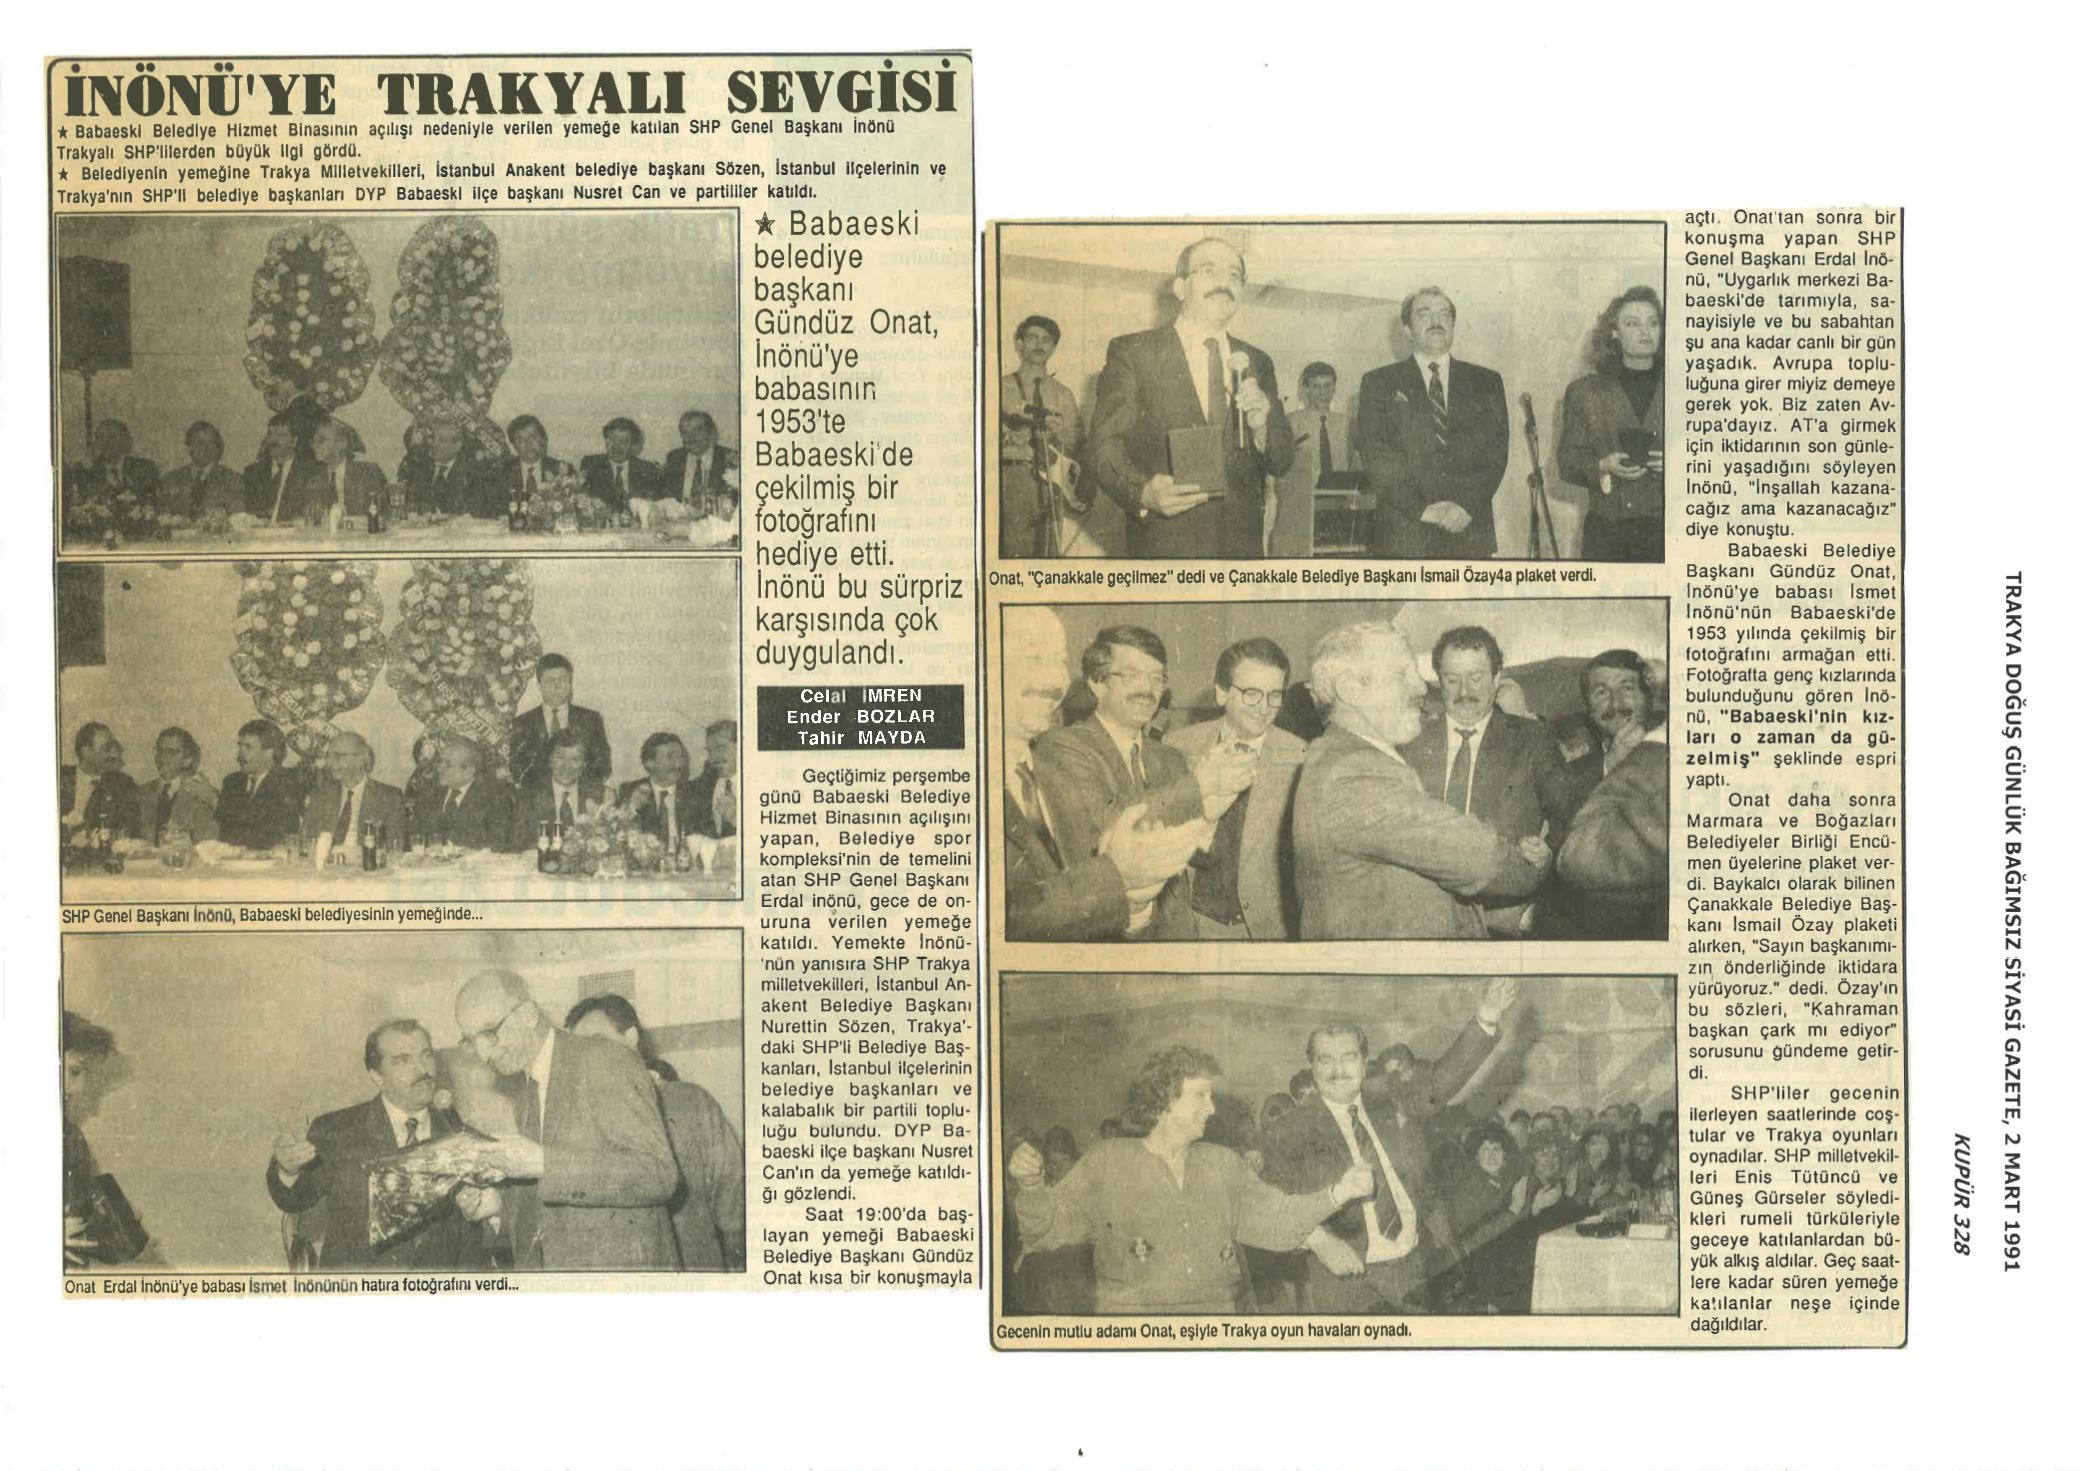 İNÖNÜ'YE TRAKYALI SEVGİSİ
★ Babaeski Belediye Hizmet Binasının açılışı nedeniyle verilen yemeğe katılan SHP Genel Başkanı İnönü
Trakyalı SHP'lilerden büyük ilgi gördü.
★ Belediyenin yemeğine Trakya Milletvekilleri, İstanbul Anakent belediye başkanı Sözen, İstanbul ilçelerinin ve
Trakya'nın SHP'li belediye başkanları DYP Babaeski ilçe başkanı Nusret Can ve partililer katıldı.
★ Babaeski
belediye
başkanı
Gündüz Onat,
İnönü'ye
babasının
1953'te
Babaeski'de
çekilmiş bir
fotoğrafını
hediye etti.
İnönü bu sürpriz
karşısında çok
duygulandı.
Celal İMREN
Ender BOZLAR
Tahir MAYDA
Geçtiğimiz perşembe
günü Babaeski Belediye
Hizmet Binasının açılışını
yapan, Belediye spor
kompleksi'nin de temelini
atan SHP Genel Başkanı
Erdal inönü, gece de on-
uruna verilen yemeğe
katıldı. Yemekte İnönü-
'nün yanısıra SHP Trakya
milletvekilleri, İstanbul An-
akent Belediye Başkanı
Nurettin Sözen, Trakya'-
daki SHP'li Belediye Baş-
kanları, İstanbul ilçelerinin
belediye başkanları ve
kalabalık bir partili toplu-
luğu bulundu. DYP Ba-
baeski ilçe başkanı Nusret
Can'ın da yemeğe katıldı-
ğı gözlendi.
Saat 19:00'da baş-
layan yemeği Babaeski
Belediye Başkanı Gündüz
Onat kısa bir konuşmayla
SHP Genel Başkanı İnönü, Babaeski belediyesinin yemeğinde...
Onat Erdal İnönü'ye babası İsmet İnönünün hatıra fotoğrafını verdi...
Onat, "Çanakkale geçilmez" dedi ve Çanakkale Belediye Başkanı İsmail Özay4a plaket verdi.
Gecenin mutlu adamı Onat, eşiyle Trakya oyun havaları oynadı.
açtı. Onat'tan sonra bir
konuşma yapan SHP
Genel Başkanı Erdal İnö-
nü, "Uygarlık merkezi Ba-
baeski'de tarımıyla, sa-
nayisiyle ve bu sabahtan
şu ana kadar canlı bir gün
yaşadık. Avrupa toplu-
luğuna girer miyiz demeye
gerek yok. Biz zaten Av-
rupa'dayız. AT'a girmek
için iktidarının son günle-
rini yaşadığını söyleyen
İnönü, "İnşallah kazana-
cağız ama kazanacağız"
diye konuştu.
Babaeski Belediye
Başkanı Gündüz Onat,
İnönü'ye babası İsmet
İnönü'nün Babaeski'de
1953 yılında çekilmiş bir
fotoğrafını armağan etti.
Fotoğrafta genç kızlarında
bulunduğunu gören İnö-
nü, "Babaeski'nin kız-
ları o zaman da gü-
zelmiş" şeklinde espri
yaptı.
Onat daha sonra
Marmara ve Boğazları
Belediyeler Birliği Encü-
men üyelerine plaket ver-
di. Baykalcı olarak bilinen
Çanakkale Belediye Baş-
kanı İsmail Özay plaketi
alırken, "Sayın başkanımı-
zın önderliğinde iktidara
yürüyoruz." dedi. Özay'ın
bu sözleri, "Kahraman
başkan çark mı ediyor"
sorusunu gündeme getir-
di.
SHP'liler gecenin
ilerleyen saatlerinde coş-
tular ve Trakya oyunları
oynadılar. SHP milletvekil-
leri Enis Tütüncü ve
Güneş Gürseler söyledi-
kleri rumeli türküleriyle
geceye katılanlardan bü-
yük alkış aldılar. Geç saat-
lere kadar süren yemeğe
katılanlar neşe içinde
dağıldılar.
TRAKYA DOĞUŞ GÜNLÜK BAĞIMSIZ SİYASİ GAZETE, 2 MART 1991
KUPÜR 328